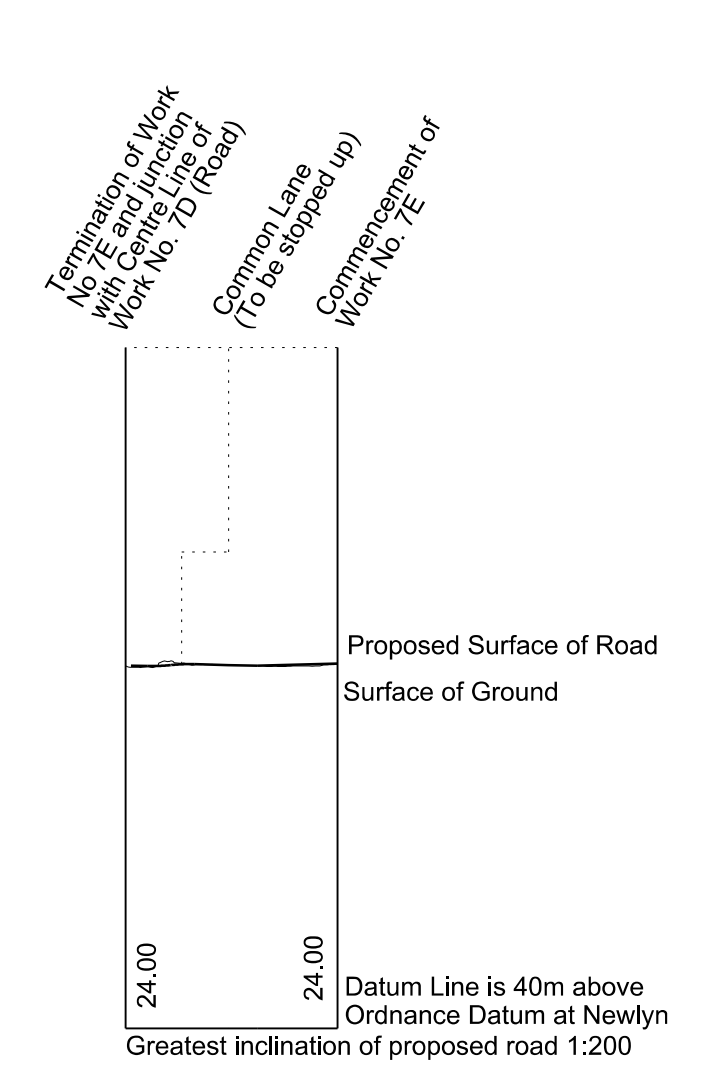 Termination of Work
No 7E and junction
with Centre Line of
Work No. 7D (Road)
Common Lane
(To be stopped up)
Commencement of
Work No. 7E
Proposed Surface of Road
Surface of Ground
24.00
24.00
Datum Line is 40m above
Ordnance Datum at Newlyn
Greatest inclination of proposed road 1:200